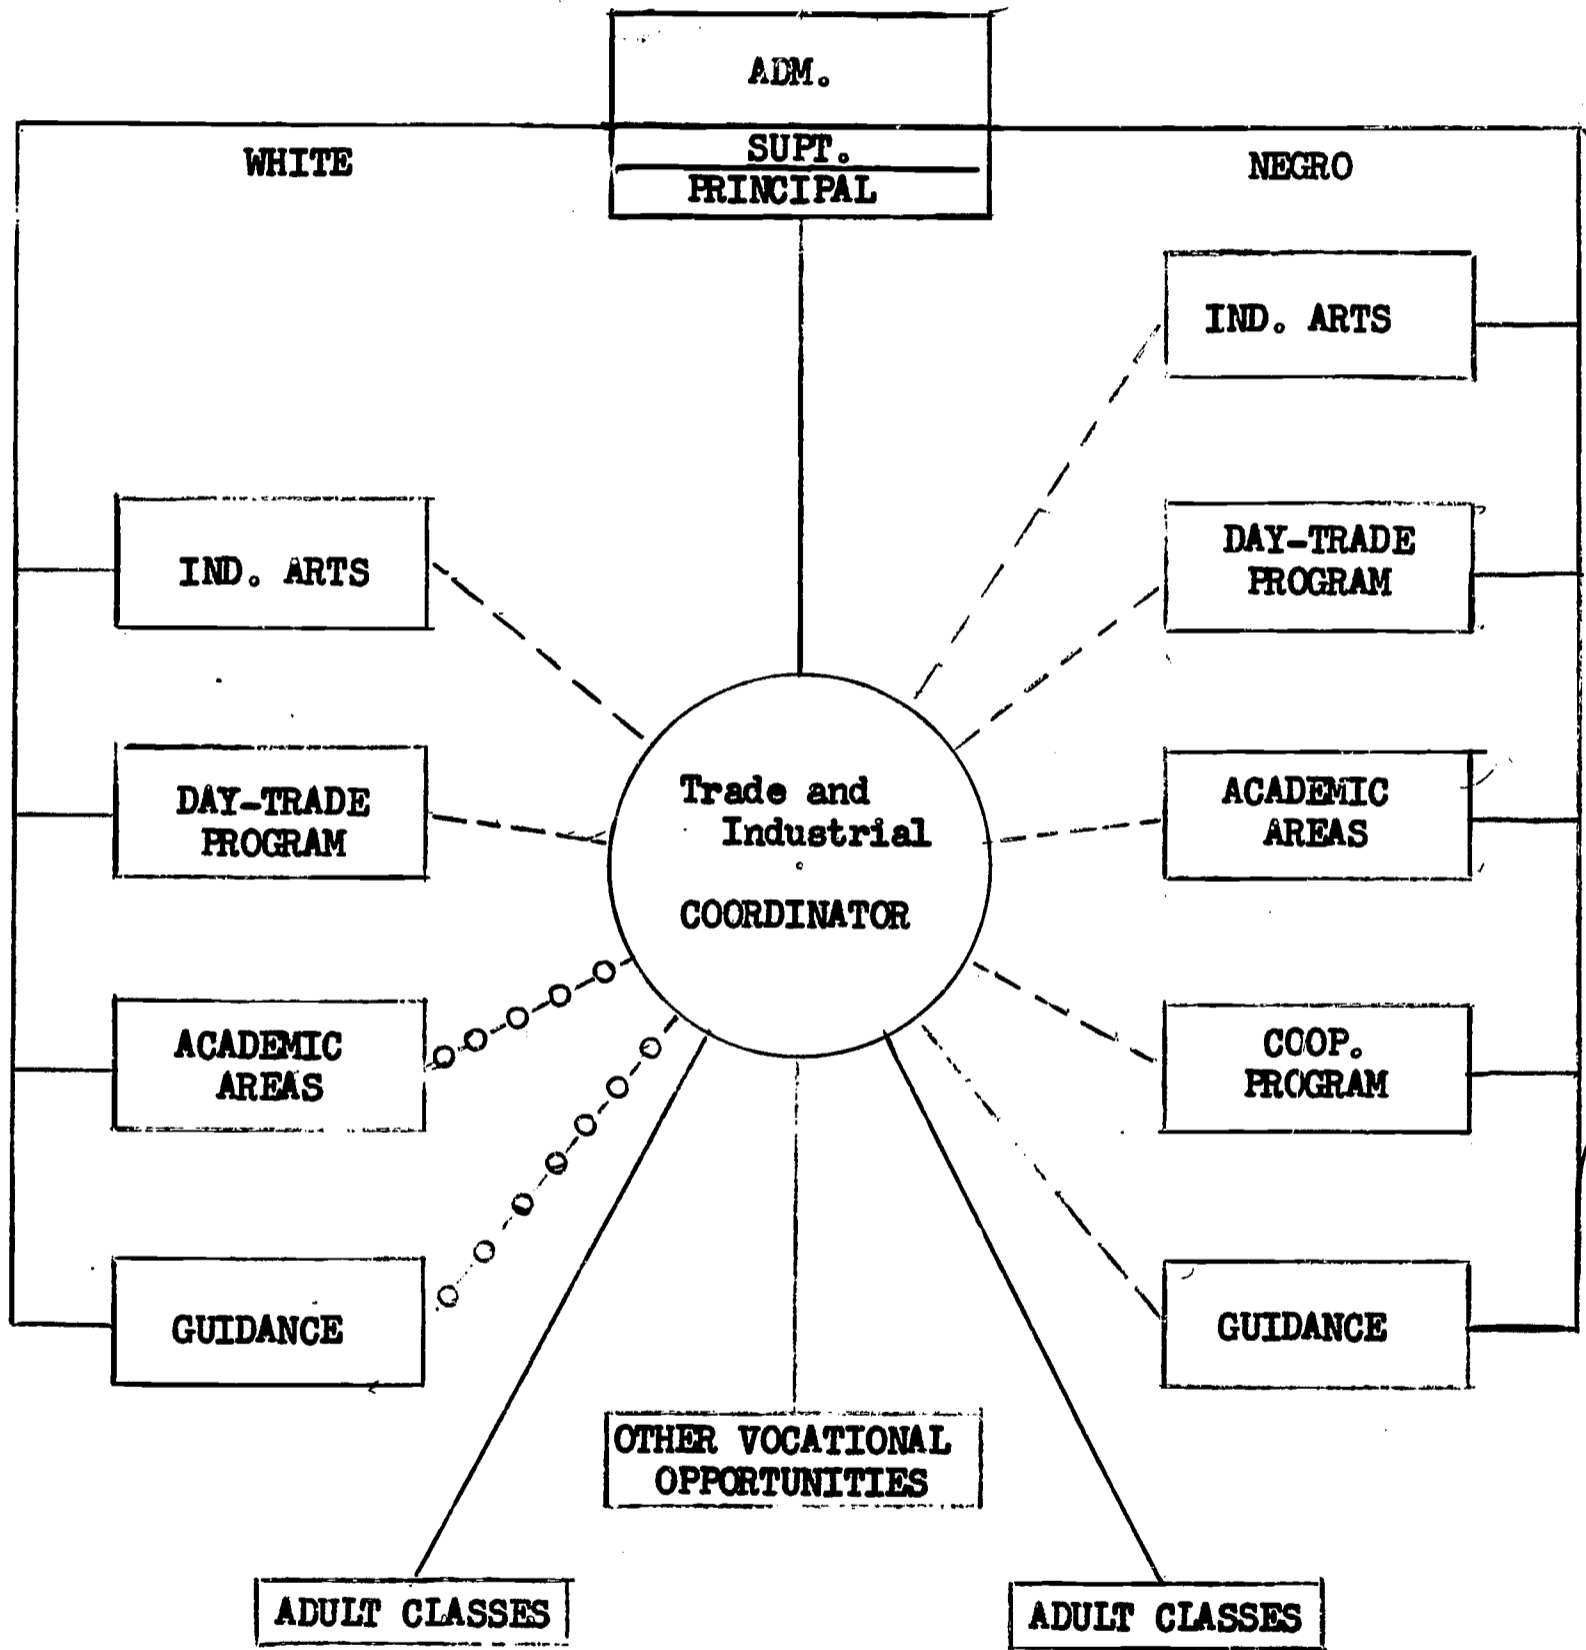 ADM.
SUPT.
PRINCIPAL
WHITE
NEGRO
IND. ARTS
DAY-TRADE
PROGRAM
ACADEMIC
AREAS
GUIDANCE
Trade and
Industrial
COORDINATOR
IND. ARTS
DAY-TRADE
PROGRAM
ACADEMIC
AREAS
COOP.
PROGRAM
GUIDANCE
OTHER VOCATIONAL
OPPORTUNITIES
ADULT CLASSES
ADULT CLASSES